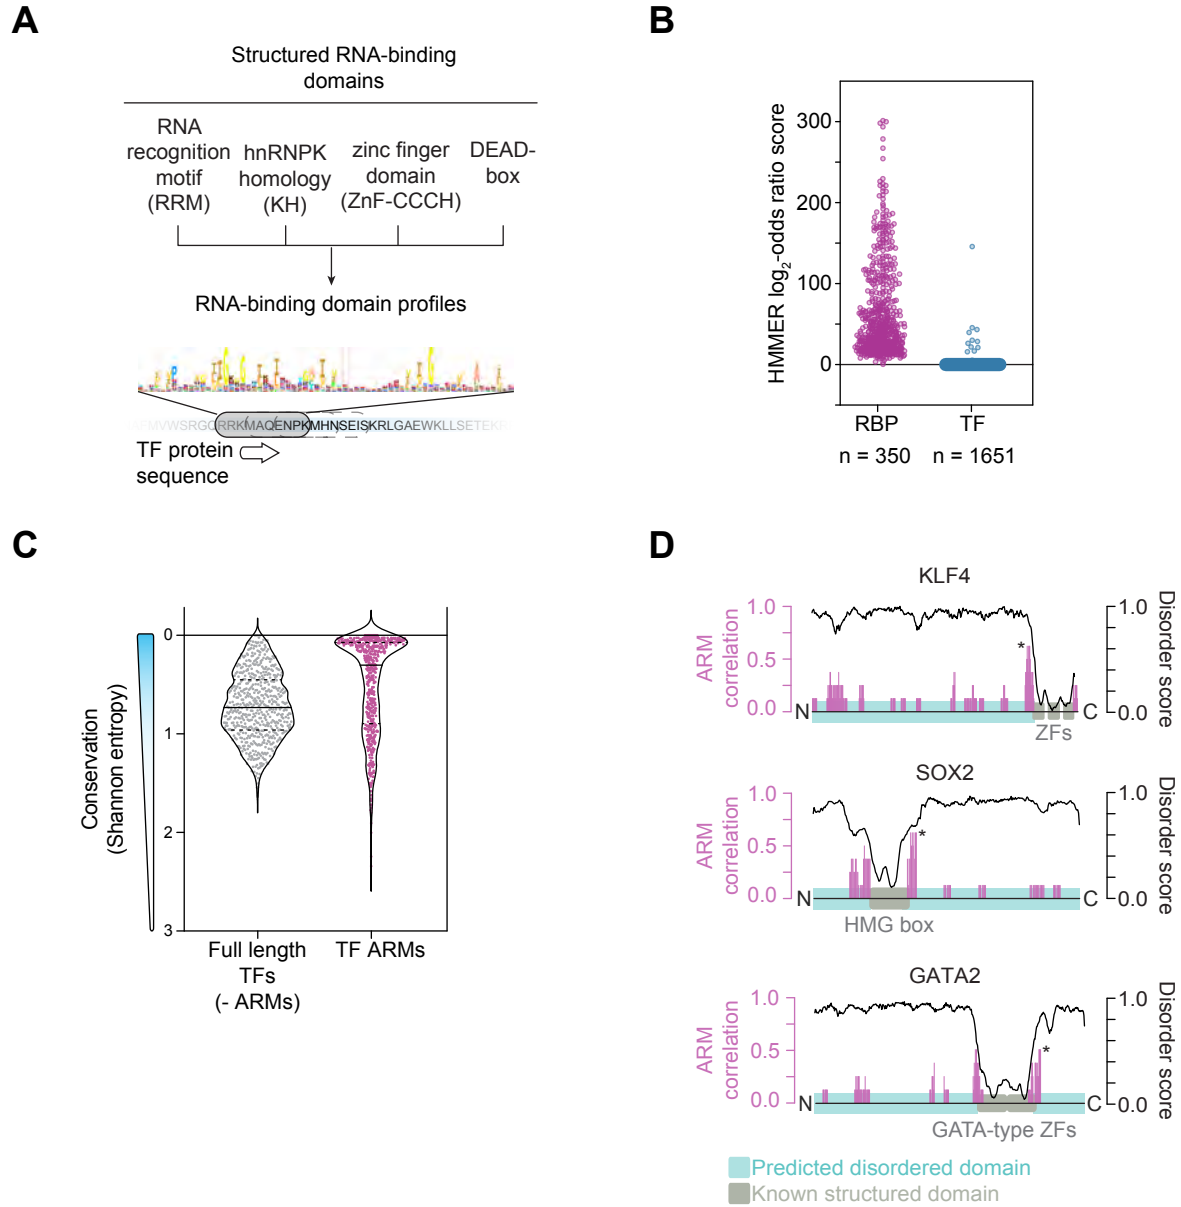 A
Structured RNA-binding
domains
RNA
recognition
motif
(RRM)
hnRNPK
homology
(KH)
zinc finger
domain
(ZnF-CCCH)
DEAD-
box
RNA-binding domain profiles
MVWSRGQRRKMAQENPKMHNSEISKRLGAEWKLLSETEK
TF protein
sequence
B
HMMER log2-odds ratio score
300
200
100
0
RBP
TF
n = 350
n = 1651
C
Conservation
(Shannon entropy)
0
1
2
3
Full length
TFs
(- ARMs)
TF ARMs
D
KLF4
ARM
correlation
1.0
0.5
0.0
N
*
C
ZFs
1.0
0.0
Disorder score
SOX2
ARM
correlation
1.0
0.5
0.0
N
*
C
HMG box
1.0
0.0
Disorder score
GATA2
ARM
correlation
1.0
0.5
0.0
N
*
C
GATA-type ZFs
1.0
0.0
Disorder score
Predicted disordered domain
Known structured domain